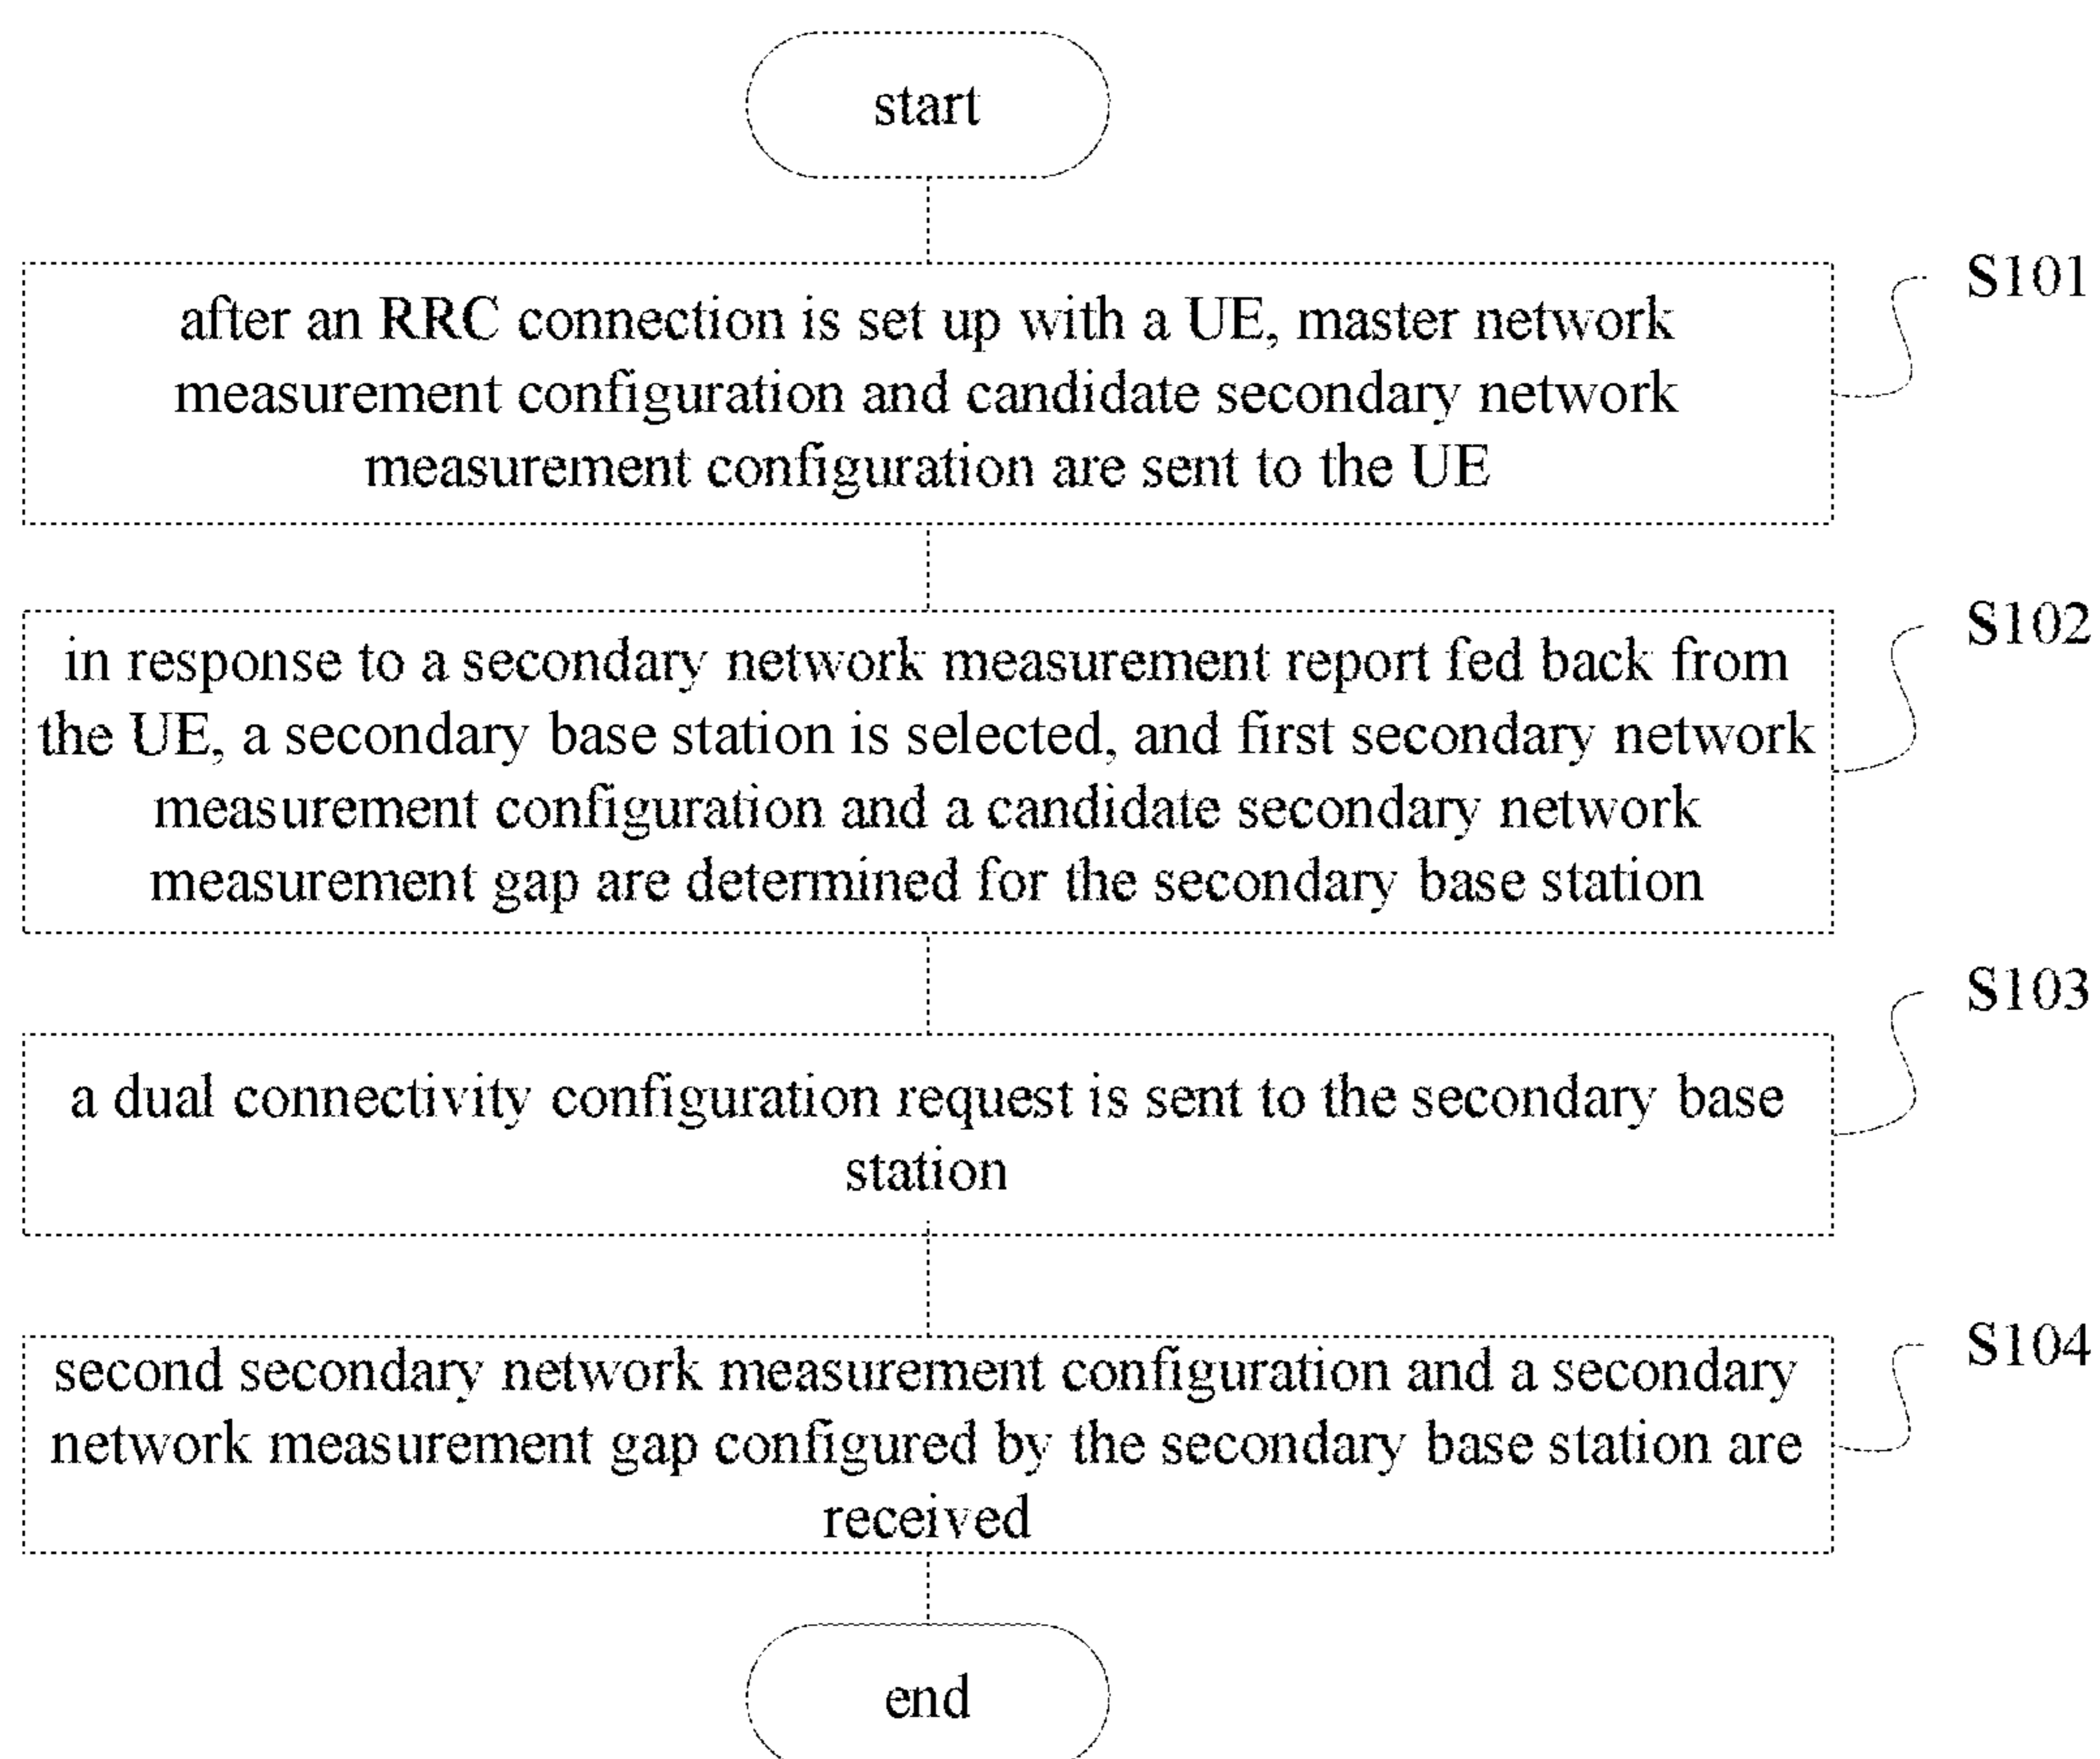 start
S101
after an RRC connection is set up with a UE, master network
measurement configuration and candidate secondary network
measurement configuration are sent to the UE
S102
in response to a secondary network measurement report fed back from
the UE, a secondary base station is selected, and first secondary network
measurement configuration and a candidate secondary network
measurement gap are determined for the secondary base station
S103
a dual connectivity configuration request is sent to the secondary base
station
S104
second secondary network measurement configuration and a secondary
network measurement gap configured by the secondary base station are
received
end